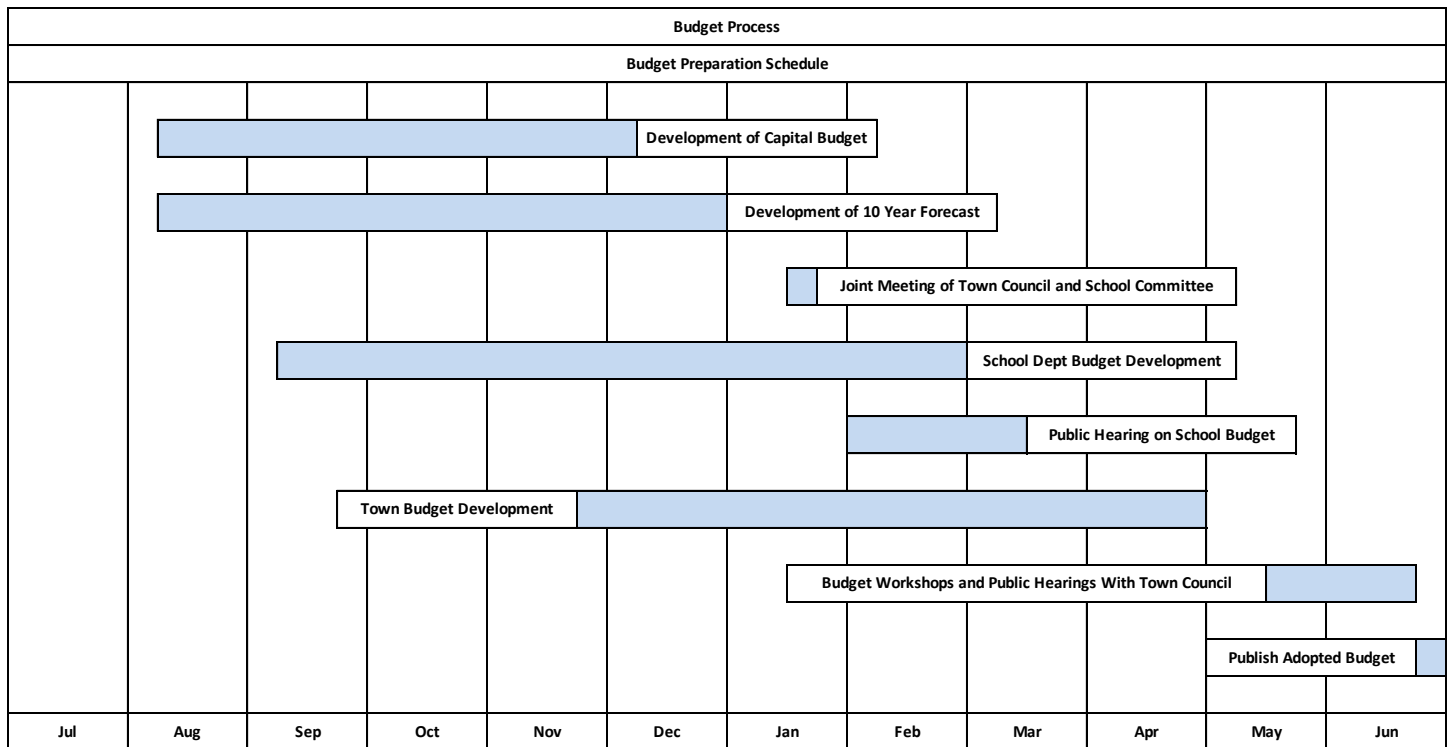 Budget Process
Budget Preparation Schedule
Development of Capital Budget
Development of 10 Year Forecast
Joint Meeting of Town Council and School Committee
School Dept Budget Development
Public Hearing on School Budget
Town Budget Development
Budget Workshops and Public Hearings With Town Council
Publish Adopted Budget
Jul Aug Sep Oct Nov Dec Jan Feb Mar Apr May Jun